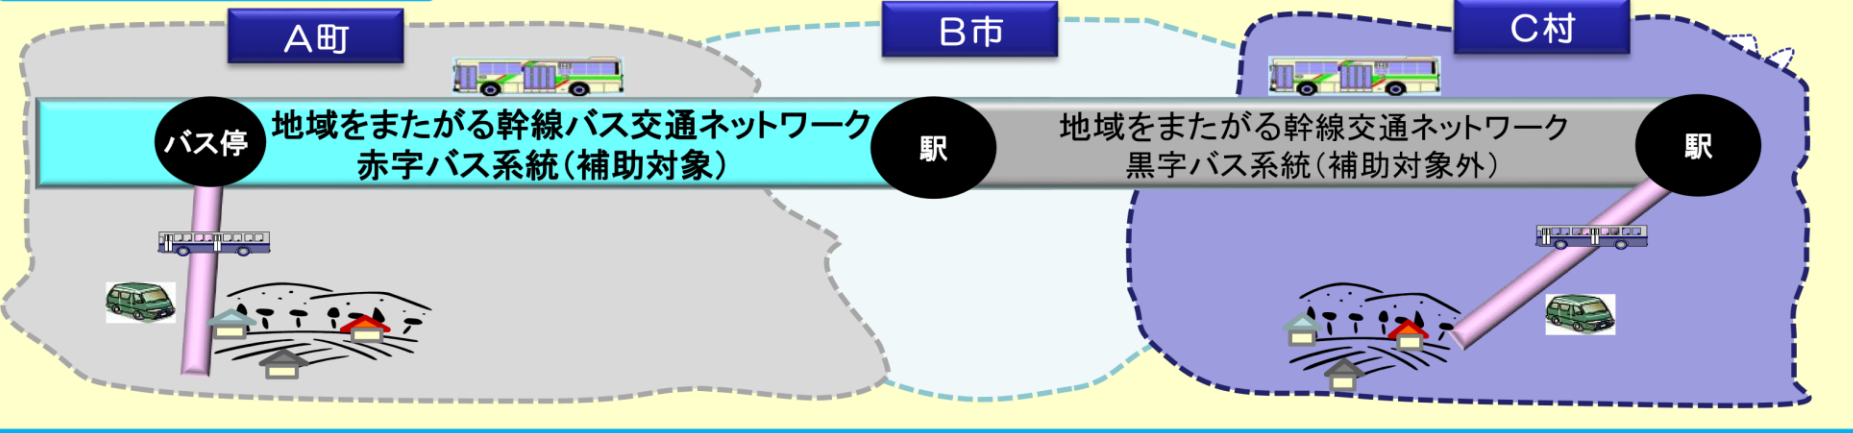 A町
B市
C村
バス停
地域をまたがる幹線バス交通ネットワーク
赤字バス系統（補助対象）
駅
地域をまたがる幹線交通ネットワーク
黒字バス系統（補助対象外）
駅